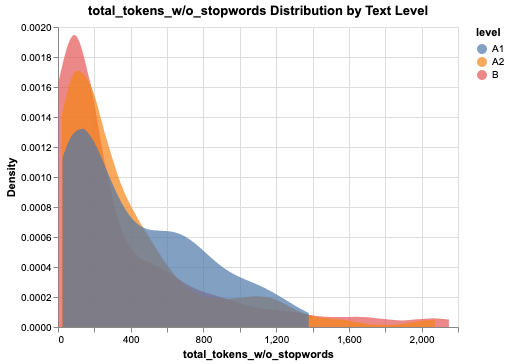 total_tokens_w/o_stopwords Distribution by Text Level
level
A1
A2
B
0.0020
0.0018
0.0016
0.0014
0.0012
0.0010
0.0008
0.0006
0.0004
0.0002
0.0000
Density
0 400 800 1,200 1,600 2,000
total_tokens_w/o_stopwords